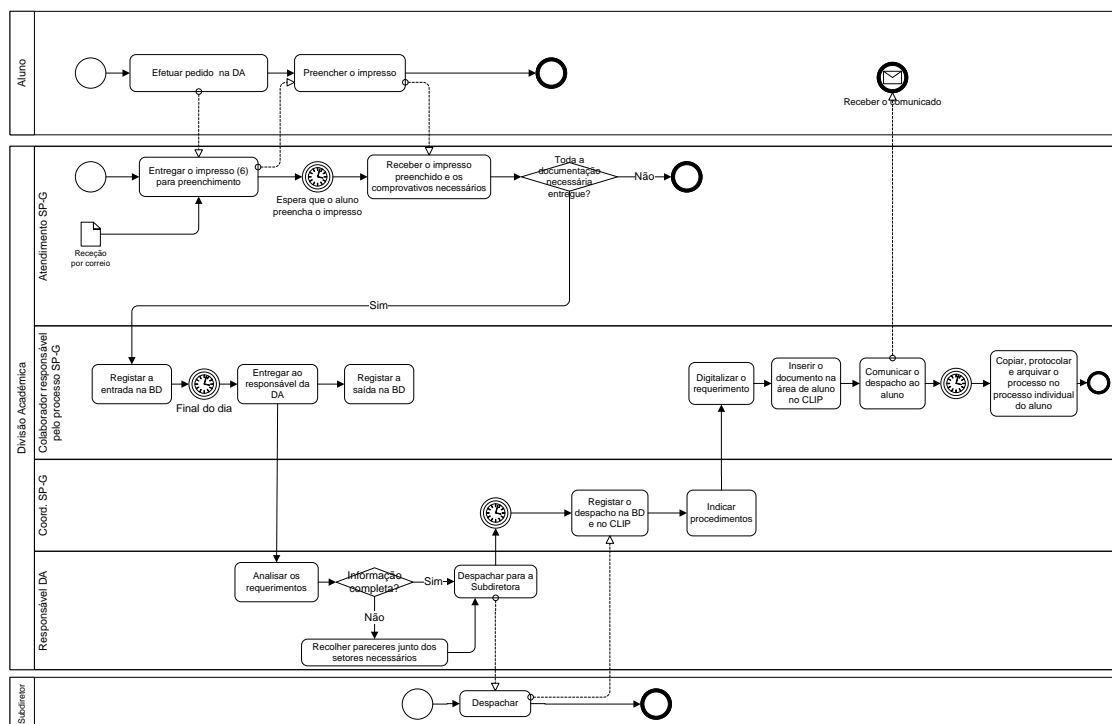 Aluno
Efetuar pedido na DA
Preencher o impresso
Receber o comunicado
Divisão Académica
Atendimento SP-G
Entregar o impresso (6)
para preenchimento
Espera que o aluno
preencha o impresso
Receber o impresso
preenchido e os
comprovativos necessários
Toda a
documentação
necessária
entregue?
Não
Receção
por correio
Sim
Colaborador responsável
pelo processo SP-G
Registar a
entrada na BD
Final do dia
Entregar ao
responsável da
DA
Registar a
saída na BD
Digitalizar o
requerimento
Inserir o
documento na
área de aluno
no CLIP
Comunicar o
despacho ao
aluno
Copiar, protocolar
e arquivar o
processo no
processo individual
do aluno
Coord. SP-G
Registar o
despacho na BD
e no CLIP
Indicar
procedimentos
Responsável DA
Analisar os
requerimentos
Informação
completa?
Sim
Despachar para a
Subdiretora
Não
Recolher pareceres junto dos
setores necessários
Subdiretor
Despachar